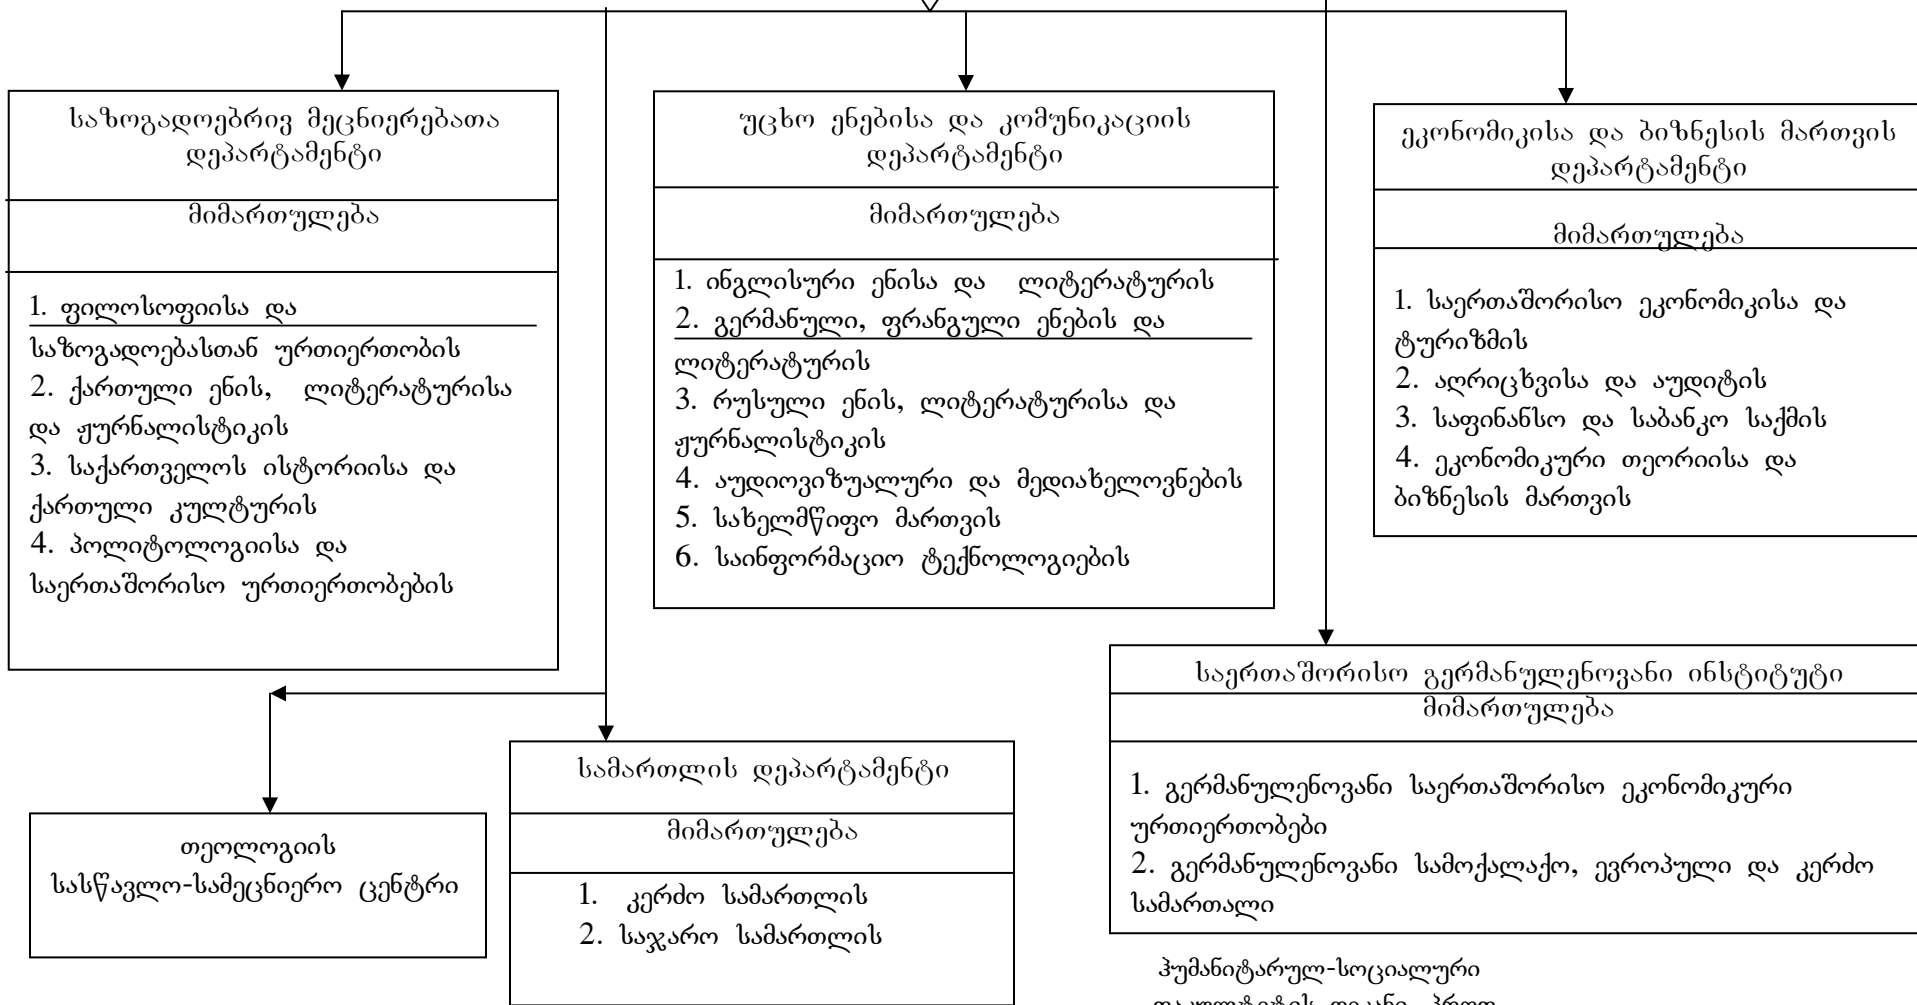 საზოგადოებრივ მეცნიერებათა
დეპარტამენტი
მიმართულება
1. ფილოსოფიისა და
საზოგადოებასთან ურთიერთობის
2. ქართული ენის, ლიტერატურისა
და ჟურნალისტიკის
3. საქართველოს ისტორიისა და
ქართული კულტურის
4. პოლიტოლოგიისა და
საერთაშორისო ურთიერთობების
უცხო ენებისა და კომუნიკაციის
დეპარტამენტი
მიმართულება
1. ინგლისური ენისა და ლიტერატურის
2. გერმანული, ფრანგული ენების და
ლიტერატურის
3. რუსული ენის, ლიტერატურისა და
ჟურნალისტიკის
4. აუდიოვიზუალური და მედიახელოვნების
5. სახელმწიფო მართვის
6. საინფორმაციო ტექნოლოგიების
ეკონომიკისა და ბიზნესის მართვის
დეპარტამენტი
მიმართულება
1. საერთაშორისო ეკონომიკისა და
ტურიზმის
2. აღრიცხვისა და აუდიტის
3. საფინანსო და საბანკო საქმის
4. ეკონომიკური თეორიისა და
ბიზნესის მართვის
თეოლოგიის
სასწავლო-სამეცნიერო ცენტრი
სამართლის დეპარტამენტი
მიმართულება
1. კერძო სამართლის
2. საჯარო სამართლის
საერთაშორისო გერმანულენოვანი ინსტიტუტი
მიმართულება
1. გერმანულენოვანი საერთაშორისო ეკონომიკური
ურთიერთობები
2. გერმანულენოვანი სამოქალაქო, ევროპული და კერძო
სამართალი
ჰუმანიტარულ-სოციალური
ფაკულტეტის დეკანი, პროფ.